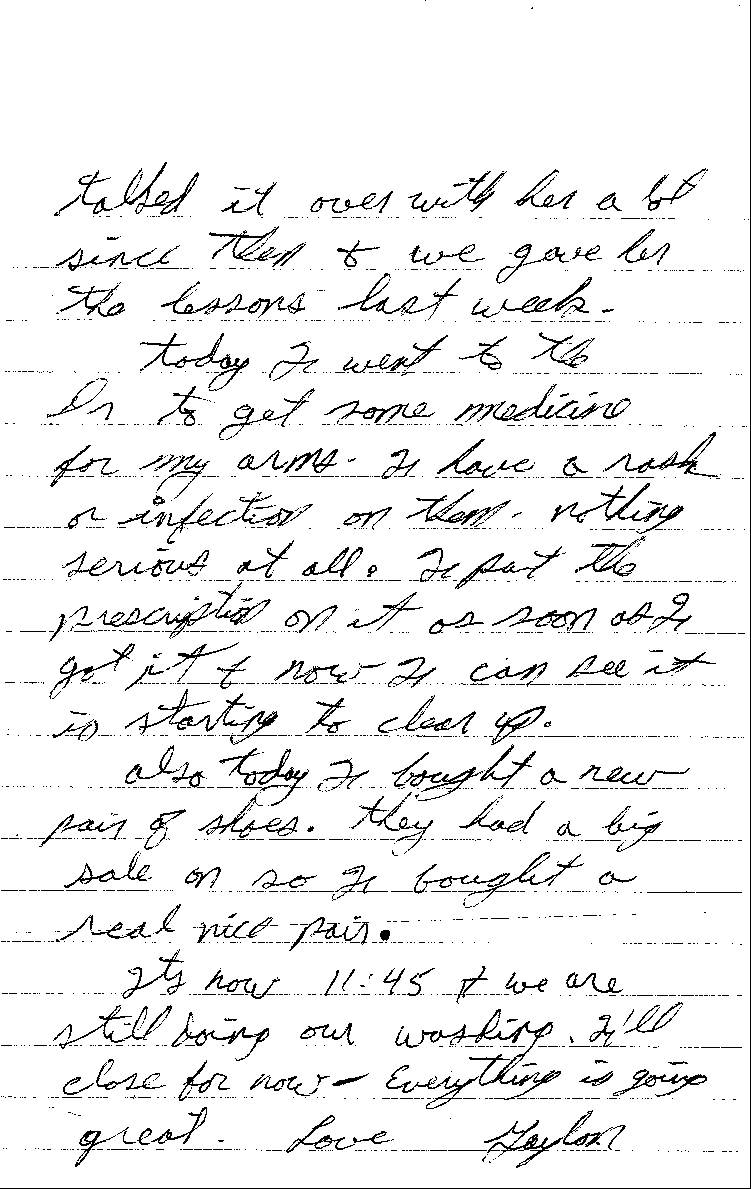 talked it over with her a lot
since then & we gave her
the lessons last week.
today I went to the
Dr to get some medicine
for my arms. I have a rash
or infection on them. nothing
serious at all. I put the
prescription on it as soon as I
got it & now I can see it
is starting to clear up.
also today I bought a new
pair of shoes. they had a big
sale on so I bought a
real nice pair.
Its now 11:45 & we are
still doing our washing. I'll
close for now - Everything is going
great. Love Gaylon